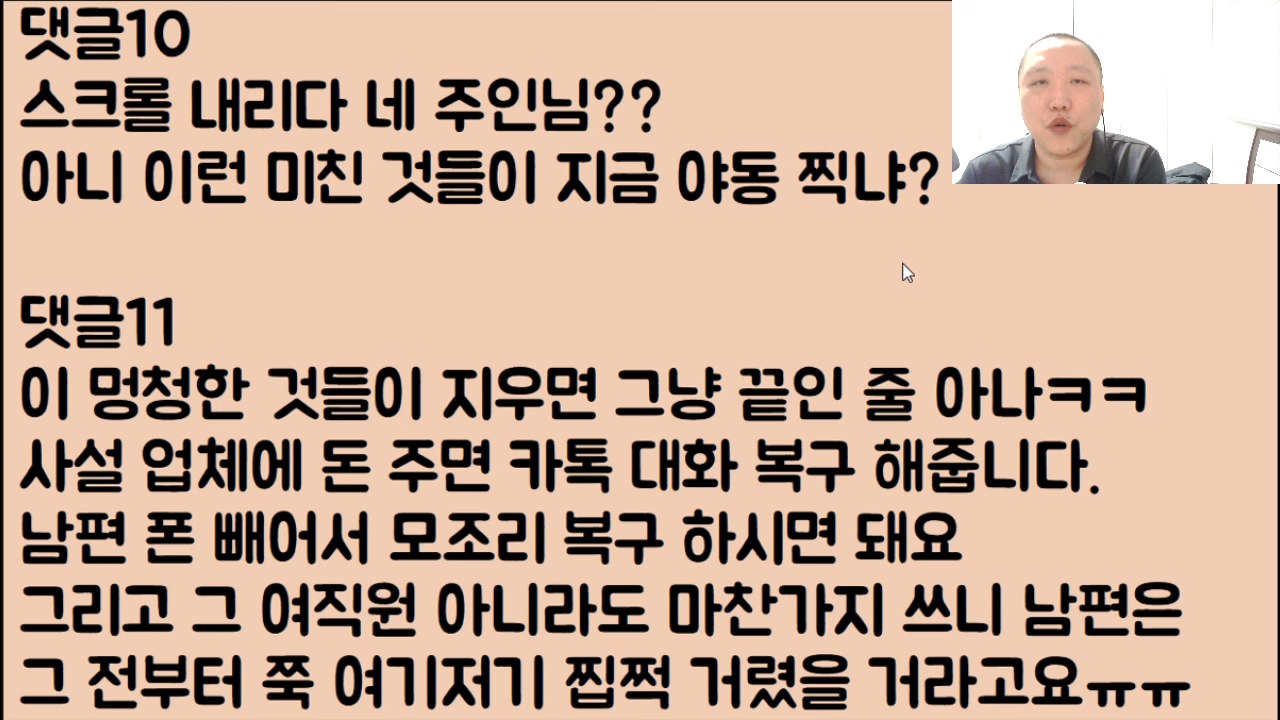 댓글10
스크롤 내리다 네 주인님??
아니 이런 미친 것들이 지금 야동 찍냐?
댓글11
이 멍청한 것들이 지우면 그냥 끝인 줄 아나ㅋㅋ
사설 업체에 돈 주면 카톡 대화 복구 해줍니다.
남편 폰 빼어서 모조리 복구 하시면 돼요
그리고 그 여직원 아니라도 마찬가지 쓰니 남편은
그 전부터 쭉 여기저기 찝쩍 거렸을 거라고요ㅠㅠ